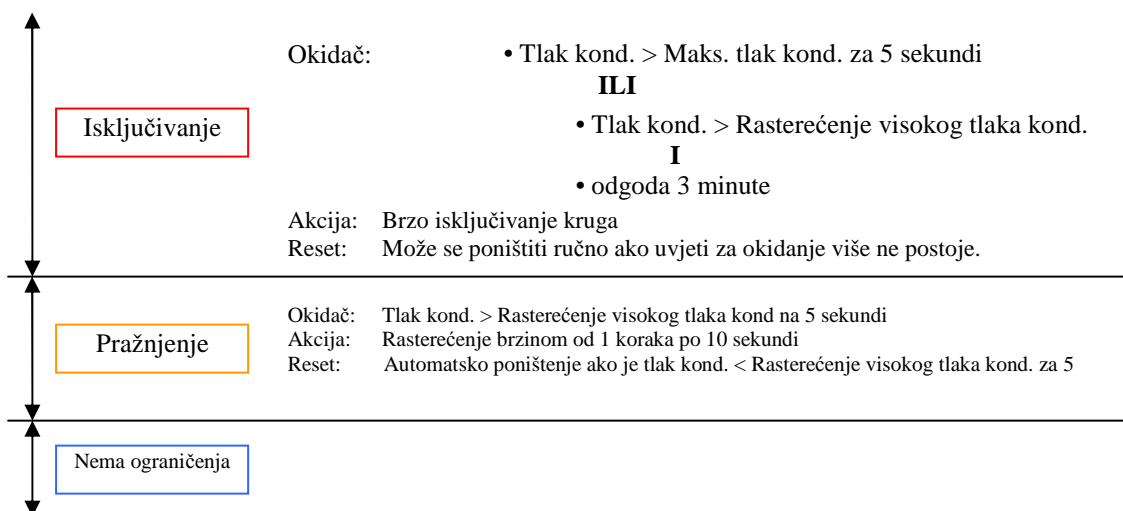 Okidač: • Tlak kond. > Maks. tlak kond. za 5 sekundi
ILI
Isključivanje
• Tlak kond. > Rasterećenje visokog tlaka kond.
I
• odgoda 3 minute
Akcija: Brzo isključivanje kruga
Reset: Može se poništiti ručno ako uvjeti za okidanje više ne postoje.
Okidač: Tlak kond. > Rasterećenje visokog tlaka kond na 5 sekundi
Pražnjenje
Akcija: Rasterećenje brzinom od 1 koraka po 10 sekundi
Reset: Automatsko poništenje ako je tlak kond. < Rasterećenje visokog tlaka kond. za 5
Nema ograničenja